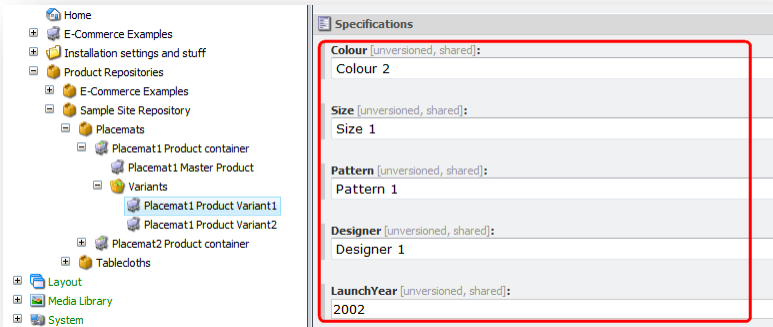 Home
E-Commerce Examples
Installation settings and stuff
Product Repositories
E-Commerce Examples
Sample Site Repository
Placemats
Placemat1 Product container
Placemat1 Master Product
Variants
Placemat1 Product Variant1
Placemat1 Product Variant2
Placemat2 Product container
Tablecloths
Layout
Media Library
System
Specifications
Colour [unversioned, shared]:
Colour 2
Size [unversioned, shared]:
Size 1
Pattern [unversioned, shared]:
Pattern 1
Designer [unversioned, shared]:
Designer 1
LaunchYear [unversioned, shared]:
2002